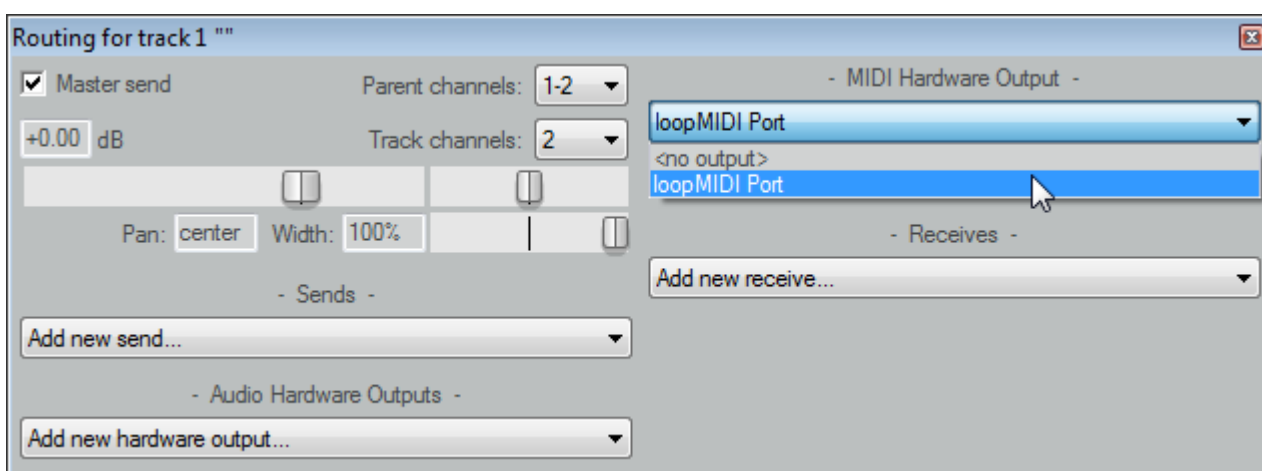 Routing for track 1 ""
Master send
Parent channels: 1-2
+0.00 dB
Track channels: 2
Pan: center Width: 100%
- Sends -
Add new send...
- Audio Hardware Outputs -
Add new hardware output...
- MIDI Hardware Output -
loopMIDI Port
<no output>
loopMIDI Port
- Receives -
Add new receive...